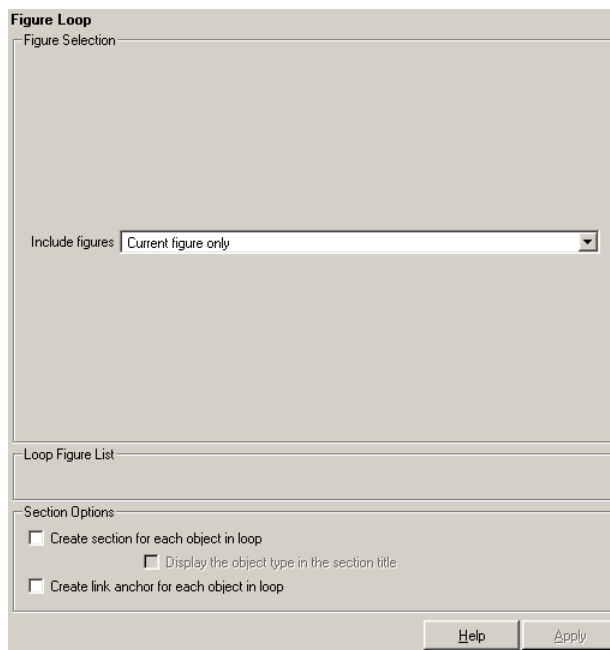 Figure Loop
Figure Selection
Include figures Current figure only
Loop Figure List
Section Options
Create section for each object in loop
Display the object type in the section title
Create link anchor for each object in loop
Help Apply